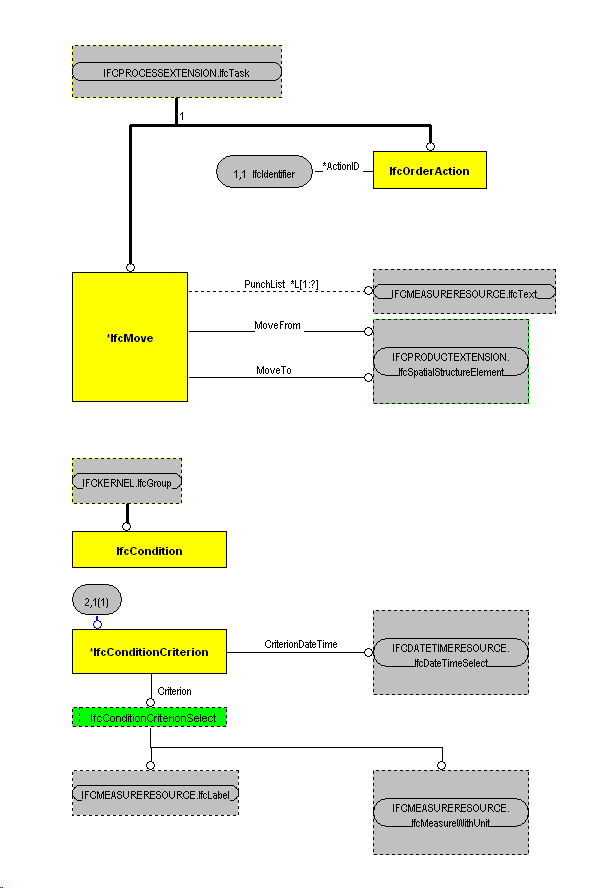 IFCPROCESSEXTENSION.IfcTask
1
1,1 IfcIdentifier
*ActionID
IfcOrderAction
*IfcMove
PunchList *L[1:?]
IFCMEASURERESOURCE.IfcText
MoveFrom
IFCPRODUCTEXTENSION.
IfcSpatialStructureElement
MoveTo
IFCKERNEL.IfcGroup
IfcCondition
2,1(1)
*IfcConditionCriterion
CriterionDateTime
IFCDATETIMERESOURCE.
IfcDateTimeSelect
Criterion
IfcConditionCriterionSelect
IFCMEASURERESOURCE.IfcLabel
IFCMEASURERESOURCE.
IfcMeasureWithUnit